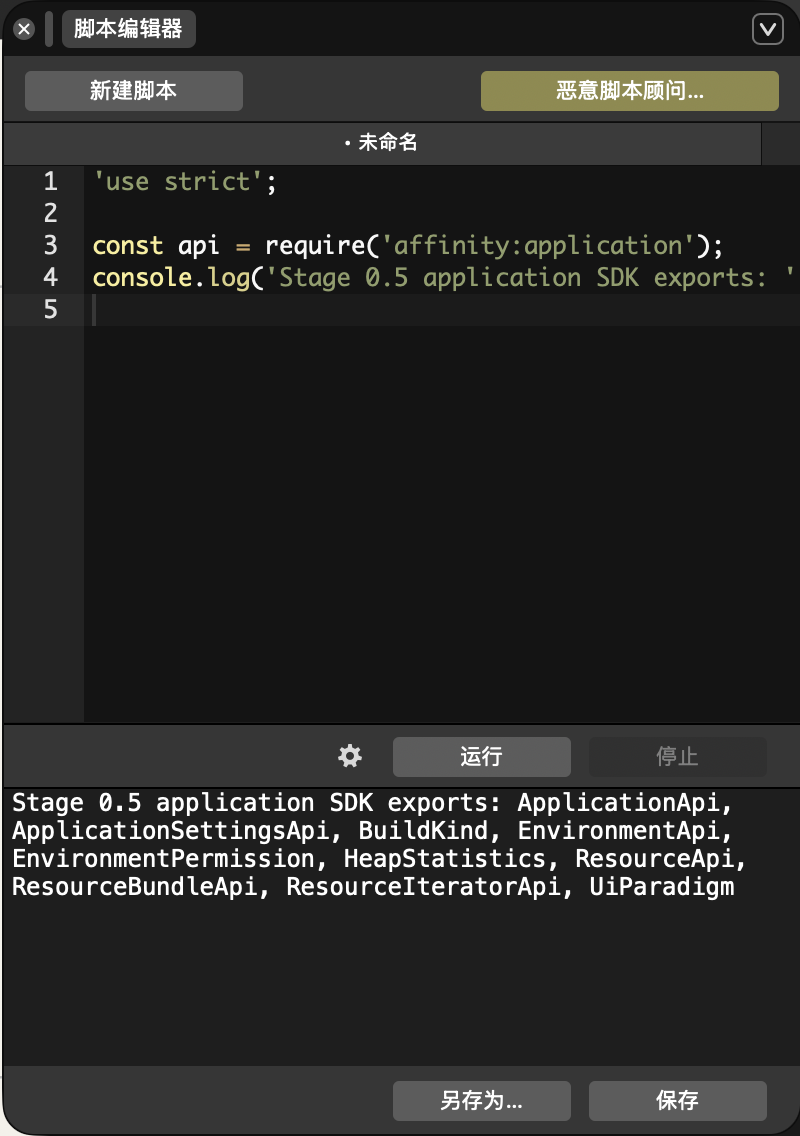 脚本编辑器
新建脚本
恶意脚本顾问...
• 未命名
1 'use strict';
2
3 const api = require('affinity:application');
4 console.log('Stage 0.5 application SDK exports: '
5
运行
停止
Stage 0.5 application SDK exports: ApplicationApi,
ApplicationSettingsApi, BuildKind, EnvironmentApi,
EnvironmentPermission, HeapStatistics, ResourceApi,
ResourceBundleApi, ResourceIteratorApi, UiParadigm
另存为...
保存